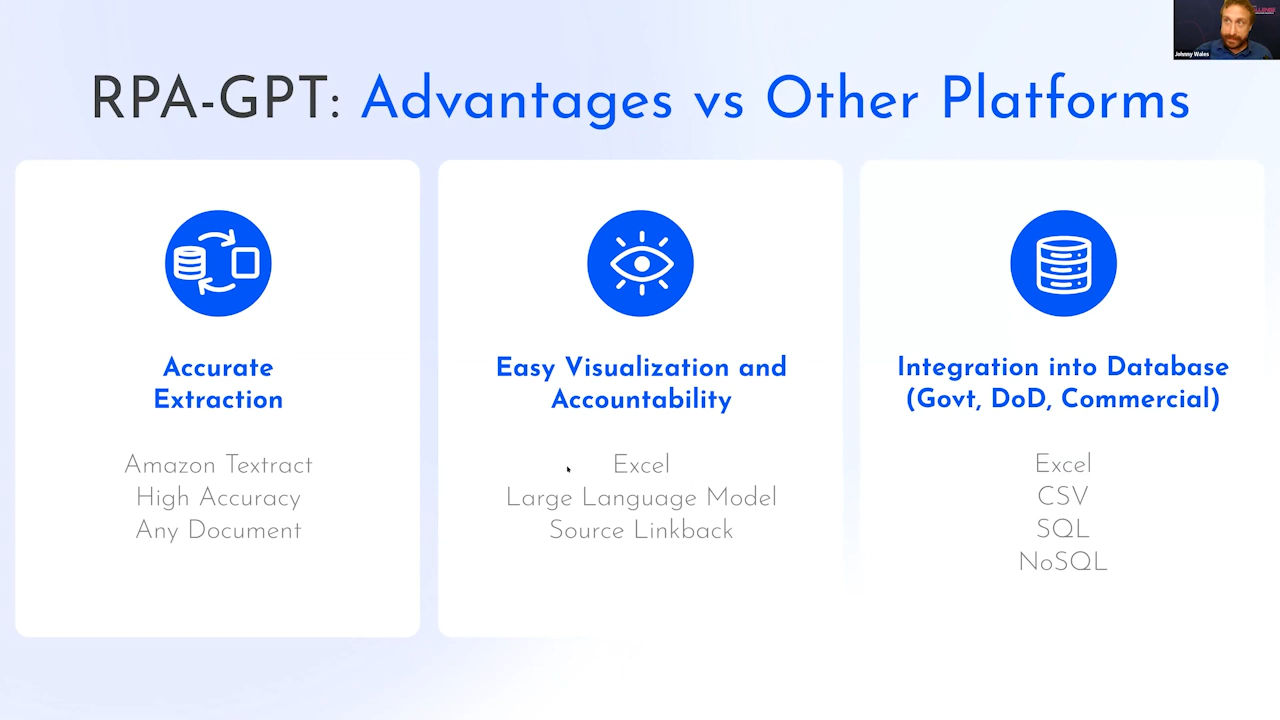 Johnny Wales
RPA-GPT: Advantages vs Other Platforms
Accurate
Extraction
Amazon Textract
High Accuracy
Any Document
Easy Visualization and
Accountability
Excel
Large Language Model
Source Linkback
Integration into Database
(Govt, DoD, Commercial)
Excel
CSV
SQL
NoSQL